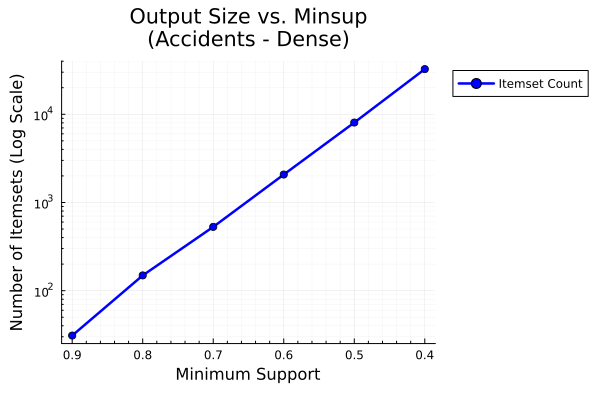 Output Size vs. Minsup
(Accidents - Dense)
Itemset Count
Number of Itemsets (Log Scale)
10^4
10^3
10^2
0.9 0.8 0.7 0.6 0.5 0.4
Minimum Support